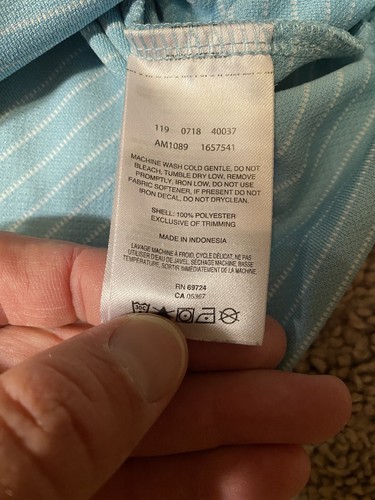 119 0718 40037
AM1089 1657541
MACHINE WASH COLD GENTLE, DO NOT
BLEACH, TUMBLE DRY LOW, REMOVE
PROMPTLY, IRON LOW, DO NOT USE
FABRIC SOFTENER, IF PRESENT DO NOT
IRON DECAL, DO NOT DRYCLEAN.
SHELL: 100% POLYESTER
EXCLUSIVE OF TRIMMING
MADE IN INDONESIA
LAVAGE MACHINE À FROID, CYCLE DÉLICAT, NE PAS
UTILISER D'EAU DE JAVEL, SÉCHAGE MACHINE, BASSE
TEMPÉRATURE, SORTIR IMMÉDIATEMENT DE LA MACHINE.
RN 69724
CA 05367